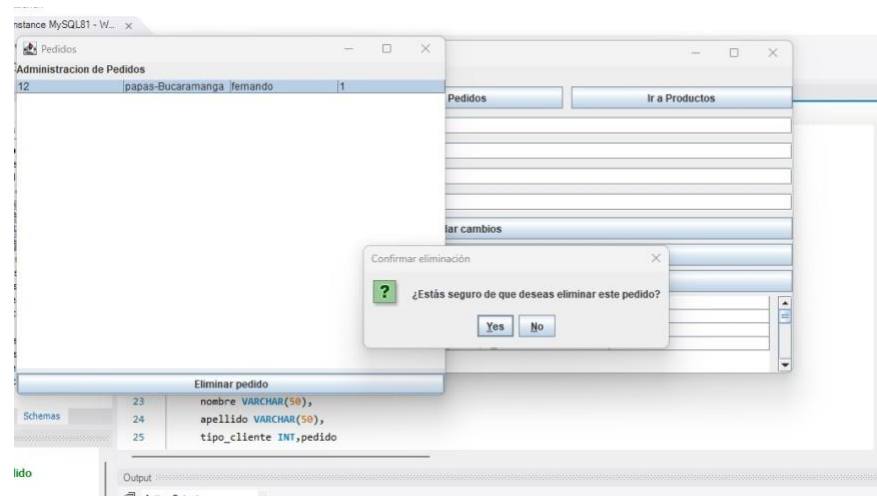 nstance MySQL81 - W...
Pedidos
Administracion de Pedidos
12 papas-Bucaramanga fernando 1
Pedidos
Ir a Productos
lar cambios
Confirmar eliminación
¿Estás seguro de que deseas eliminar este pedido?
Yes No
Eliminar pedido
23 nombre VARCHAR(50),
Schemas
24 apellido VARCHAR(50),
25 tipo_cliente INT,pedido
lido
Output